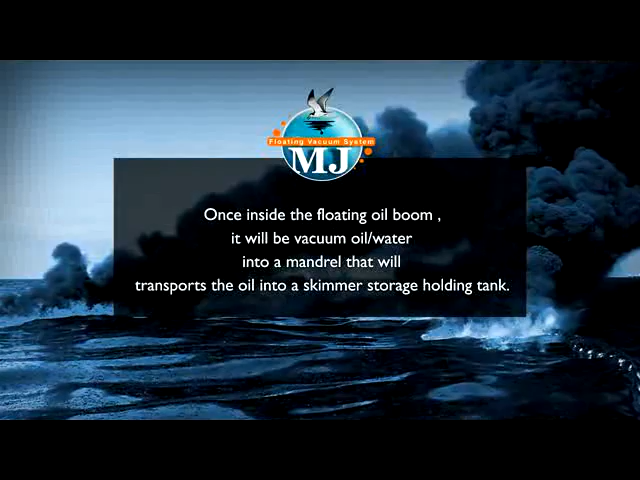 Floating Vacuum System
MJ
Once inside the floating oil boom ,
it will be vacuum oil/water
into a mandrel that will
transports the oil into a skimmer storage holding tank.